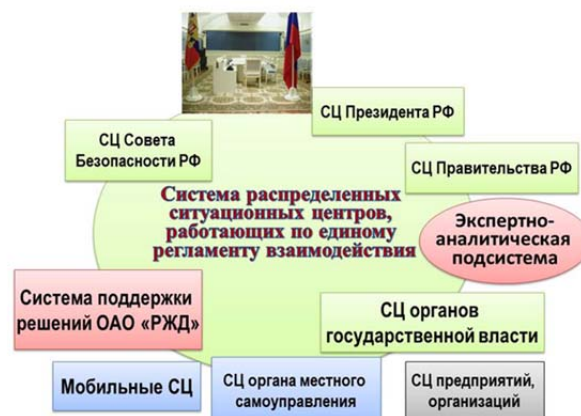 СЦ Президента РФ
СЦ Совета
Безопасности РФ
СЦ Правительства РФ
Система распределенных
ситуационных центров,
работающих по единому
регламенту взаимодействия
Экспертно-
аналитическая
подсистема
Система поддержки
решений ОАО «РЖД»
СЦ органов
государственной власти
Мобильные СЦ
СЦ органа местного
самоуправления
СЦ предприятий,
организаций